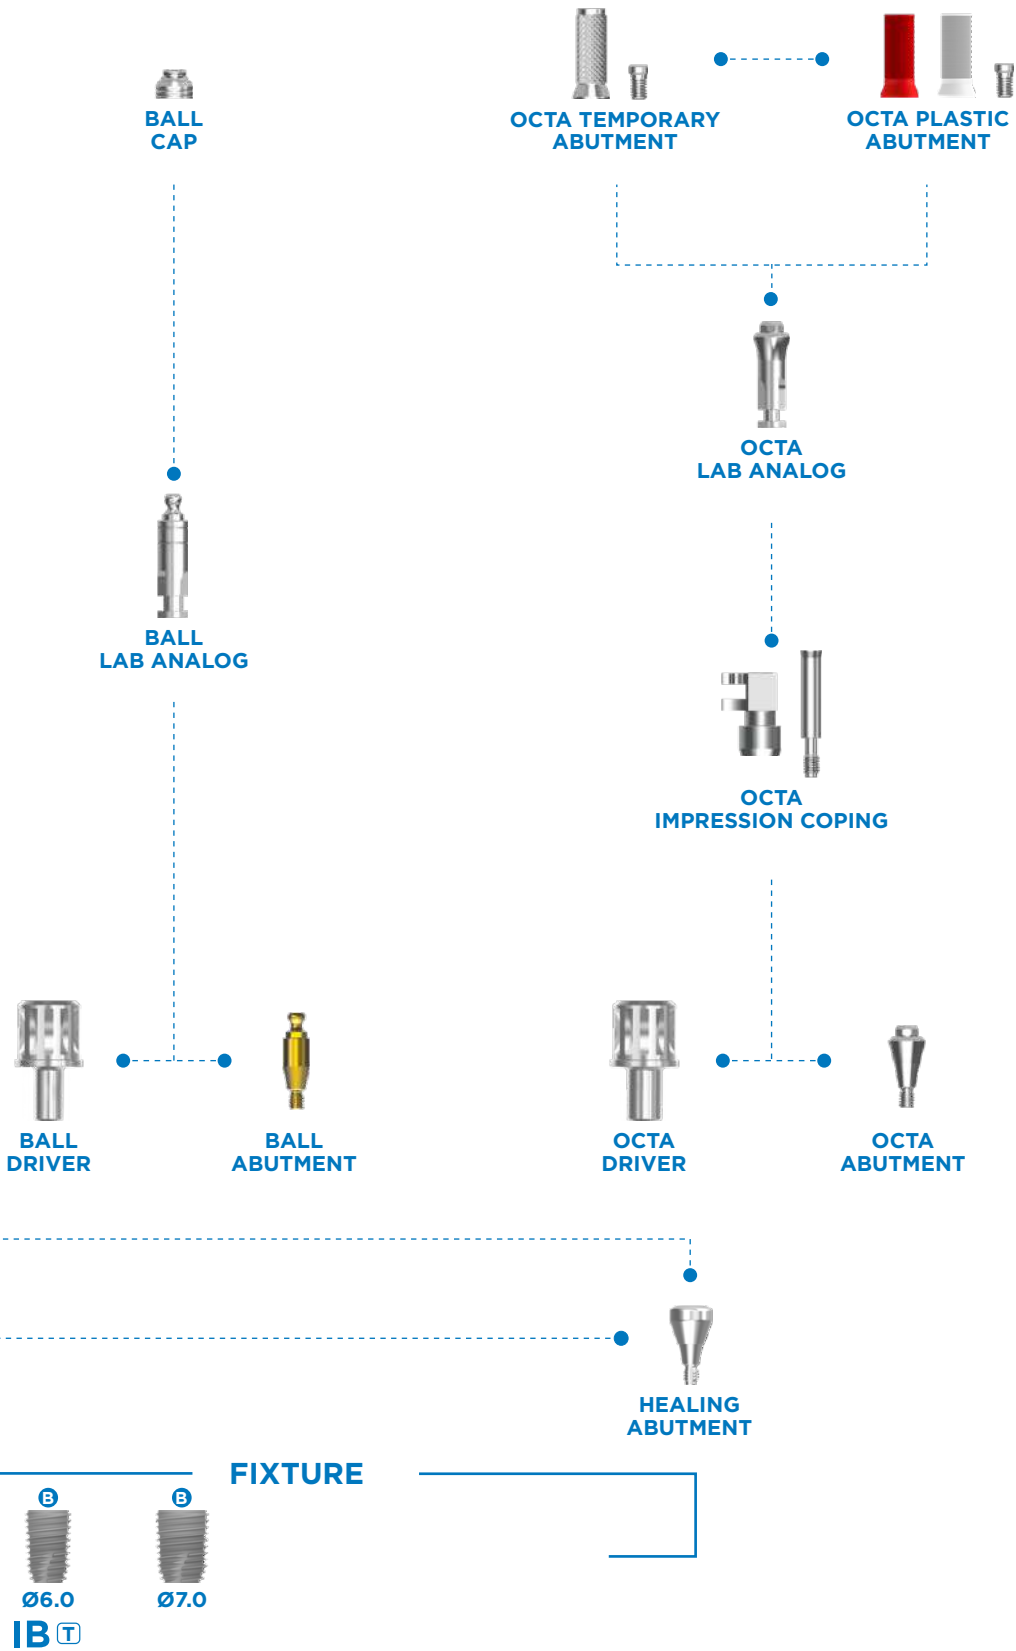 BALL
CAP
OCTA TEMPORARY
ABUTMENT
OCTA PLASTIC
ABUTMENT
OCTA
LAB ANALOG
BALL
LAB ANALOG
OCTA
IMPRESSION COPING
BALL
DRIVER
BALL
ABUTMENT
OCTA
DRIVER
OCTA
ABUTMENT
HEALING
ABUTMENT
FIXTURE
B B
Ø6.0 Ø7.0
IB T